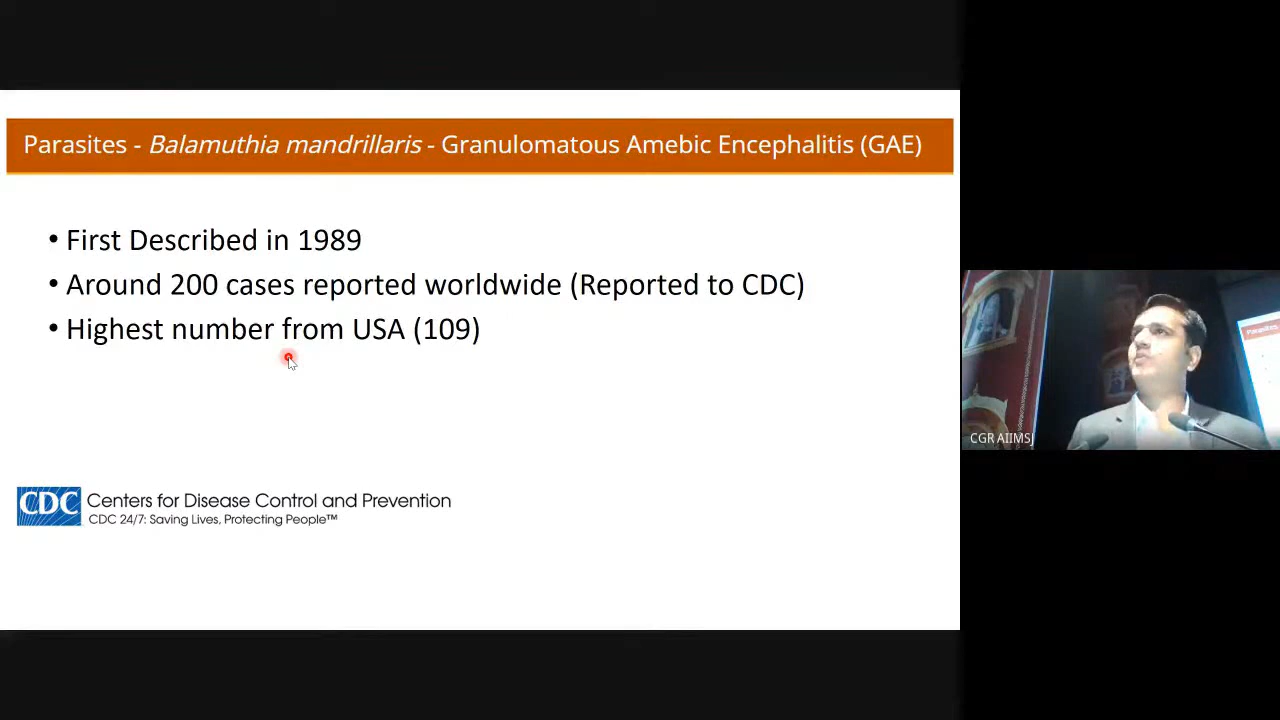 Parasites - Balamuthia mandrillaris - Granulomatous Amebic Encephalitis (GAE)
• First Described in 1989
• Around 200 cases reported worldwide (Reported to CDC)
• Highest number from USA (109)
CDC Centers for Disease Control and Prevention
CDC 24/7: Saving Lives, Protecting People™
Parasites
CGR AIIMSJ